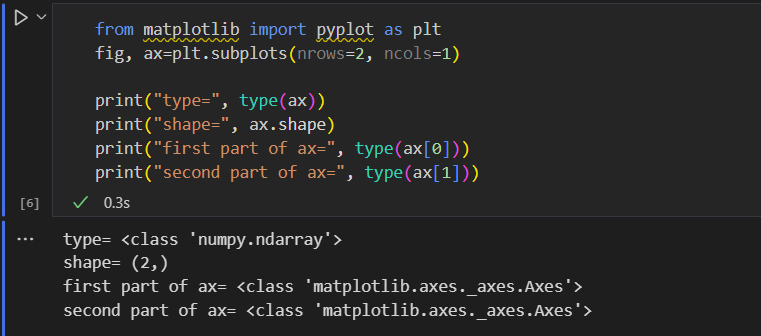 from matplotlib import pyplot as plt
fig, ax=plt.subplots(nrows=2, ncols=1)
print("type=", type(ax))
print("shape=", ax.shape)
print("first part of ax=", type(ax[0]))
print("second part of ax=", type(ax[1]))
[6] 0.3s
... type= <class 'numpy.ndarray'>
shape= (2,)
first part of ax= <class 'matplotlib.axes._axes.Axes'>
second part of ax= <class 'matplotlib.axes._axes.Axes'>